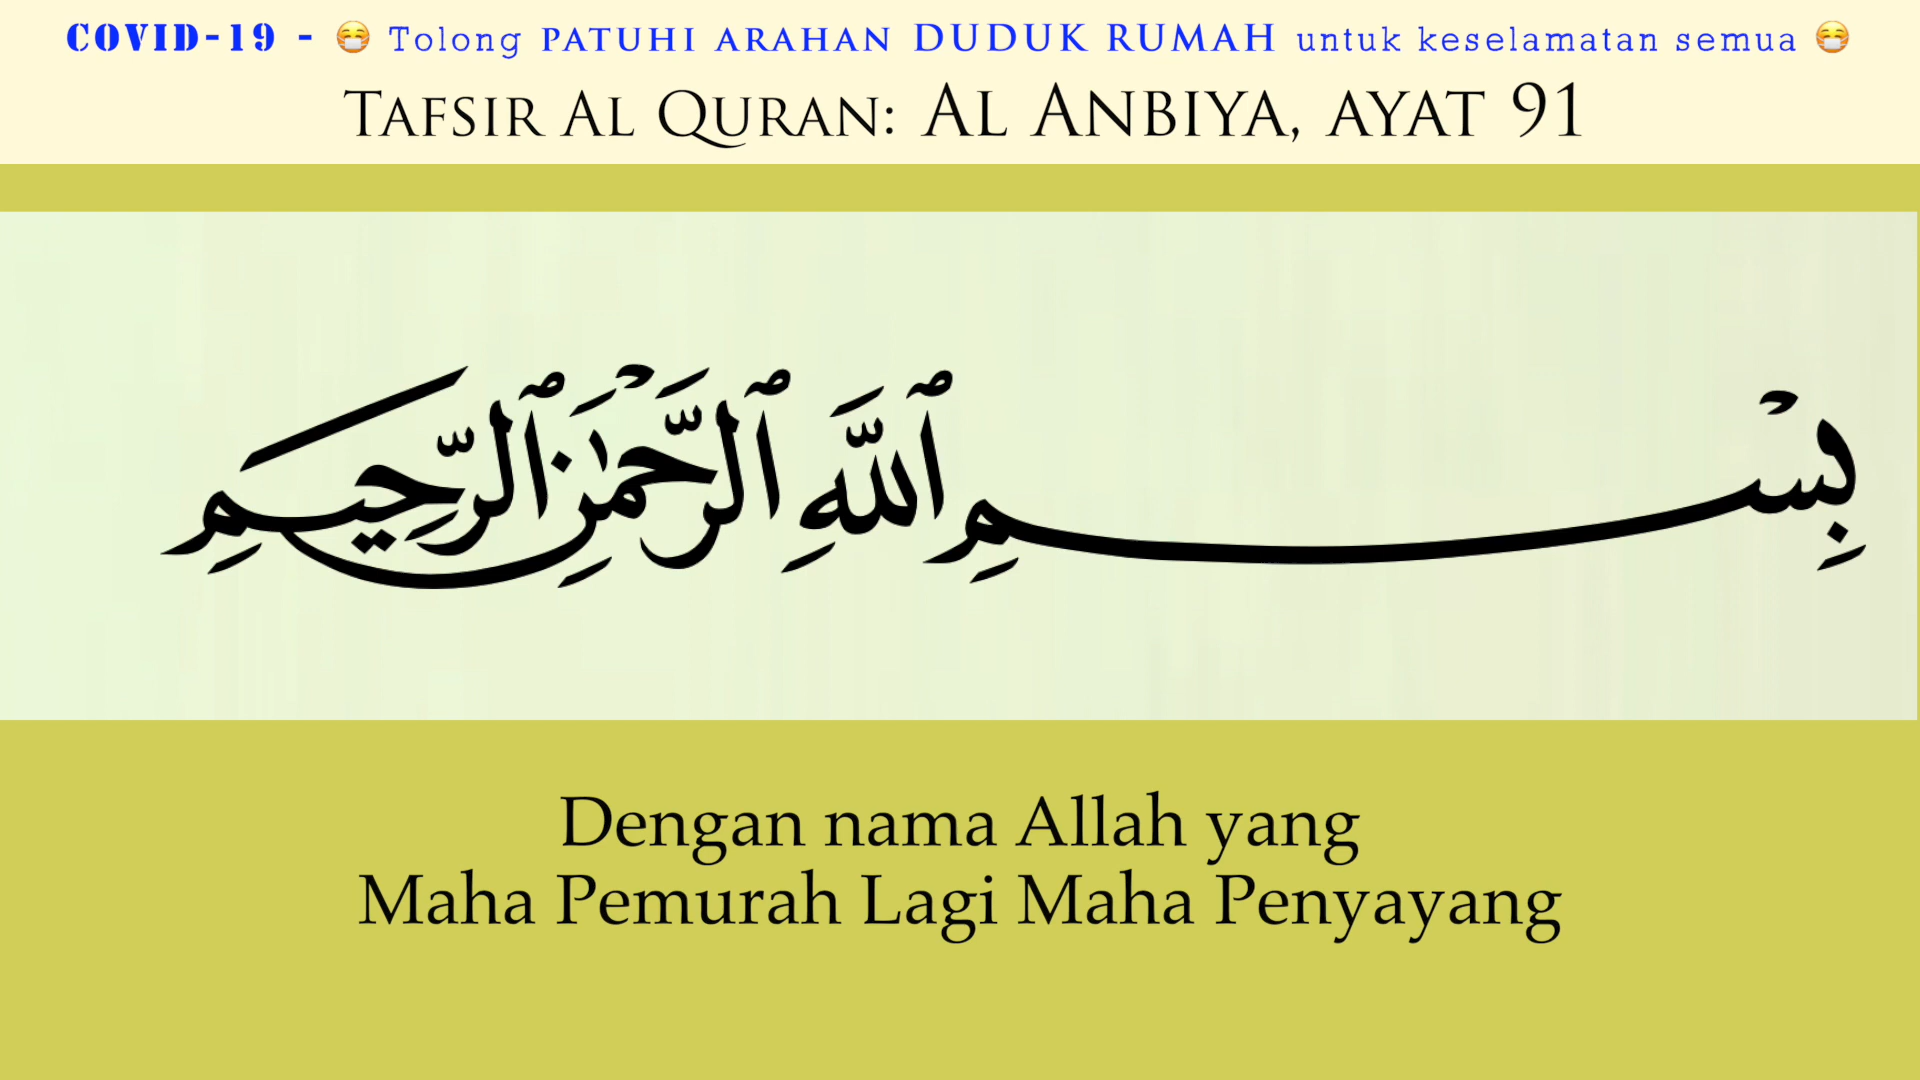 COVID-19 - 😷 Tolong PATUHI ARAHAN DUDUK RUMAH untuk keselamatan semua 😷
Tafsir Al Quran: Al Anbiya, ayat 91
بِسْمِ ٱللَّهِ ٱلرَّحْمَٰنِ ٱلرَّحِيمِ
Dengan nama Allah yang
Maha Pemurah Lagi Maha Penyayang